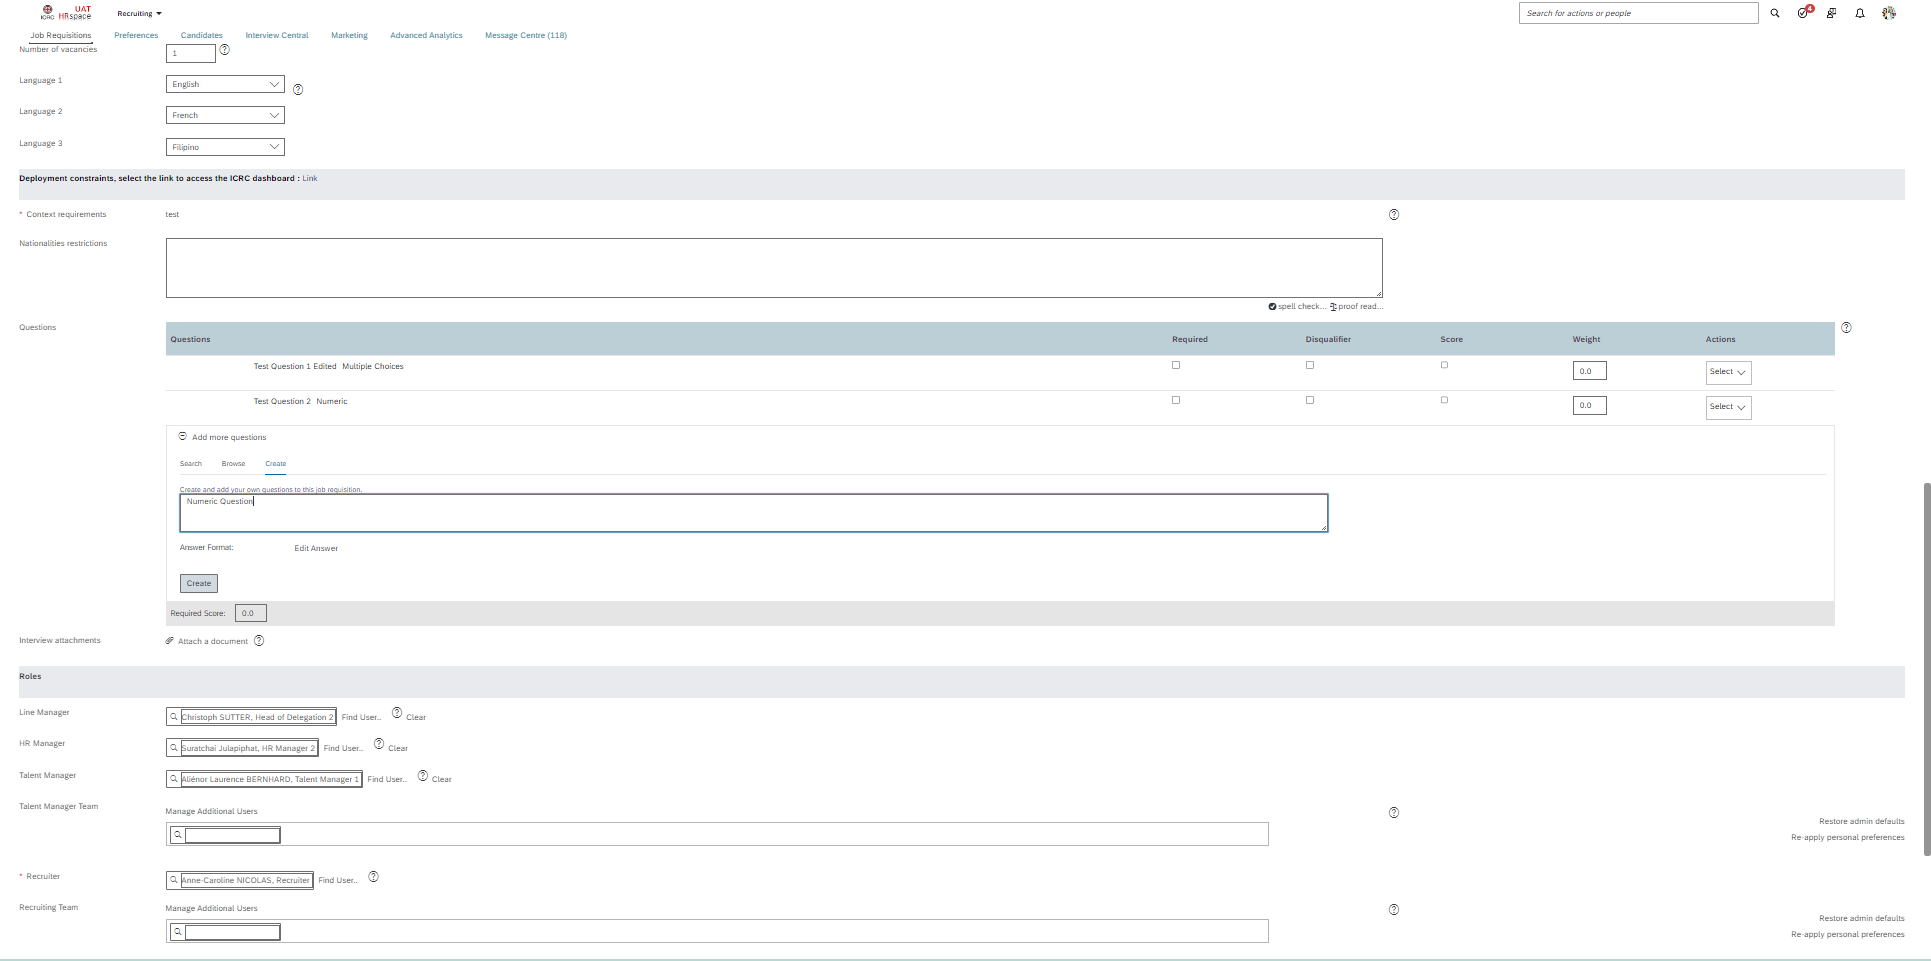 UAT
ICRC HRspace
Recruiting
Search for actions or people
4
Job Requisitions Preferences Candidates Interview Central Marketing Advanced Analytics Message Centre (118)
Number of vacancies 1
Language 1 English
Language 2 French
Language 3 Filipino
Deployment constraints, select the link to access the ICRC dashboard : Link
* Context requirements test
Nationalities restrictions
spell check... proof read...
Questions
Questions Required Disqualifier Score Weight Actions
Test Question 1 Edited Multiple Choices 0.0 Select
Test Question 2 Numeric 0.0 Select
Add more questions
Search Browse Create
Create and add your own questions to this job requisition.
Numeric Question
Answer Format: Edit Answer
Create
Required Score: 0.0
Interview attachments Attach a document
Roles
Line Manager Christoph SUTTER, Head of Delegation 2 Find User.. Clear
HR Manager Suratchai Julapiphat, HR Manager 2 Find User.. Clear
Talent Manager Aliénor Laurence BERNHARD, Talent Manager 1 Find User.. Clear
Talent Manager Team Manage Additional Users
Restore admin defaults
Re-apply personal preferences
* Recruiter Anne-Caroline NICOLAS, Recruiter Find User..
Recruiting Team Manage Additional Users
Restore admin defaults
Re-apply personal preferences